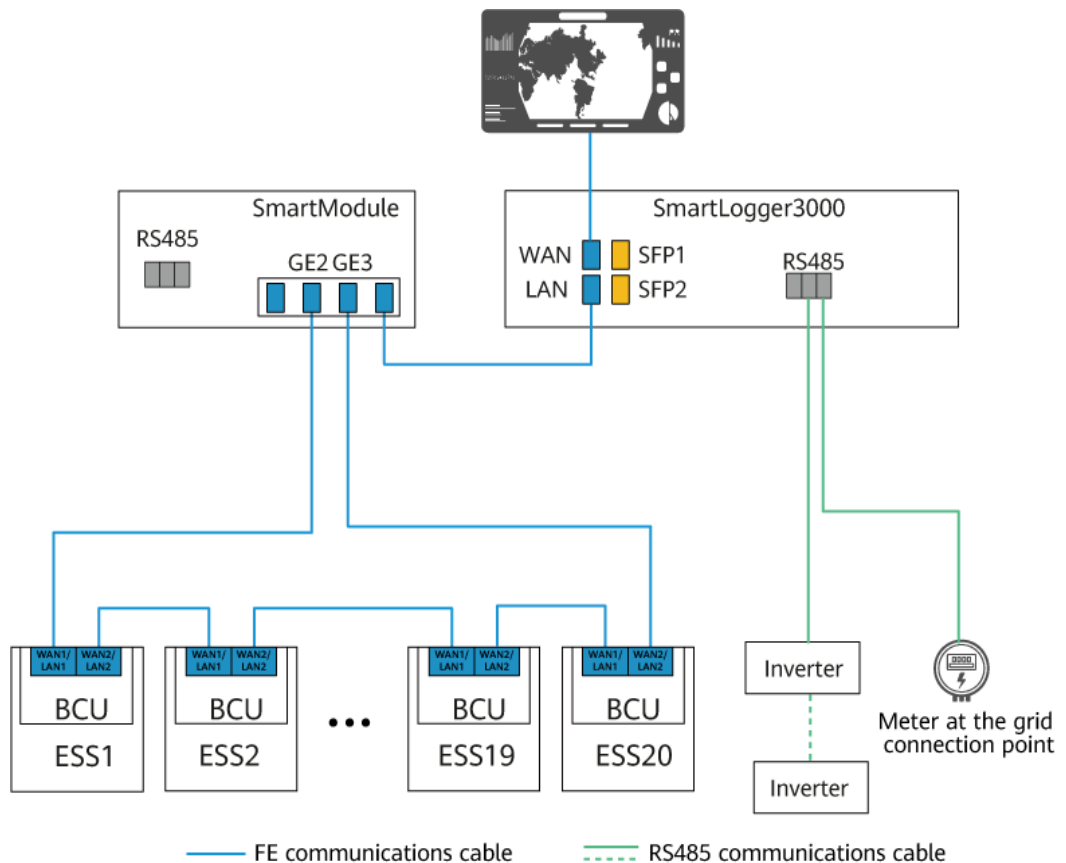 SmartModule
RS485
GE2 GE3
SmartLogger3000
WAN
SFP1
LAN
SFP2
RS485
WAN1/
LAN1
WAN2/
LAN2
BCU
ESS1
WAN1/
LAN1
WAN2/
LAN2
BCU
ESS2
WAN1/
LAN1
WAN2/
LAN2
BCU
ESS19
WAN1/
LAN1
WAN2/
LAN2
BCU
ESS20
Inverter
Inverter
Meter at the grid
connection point
FE communications cable
RS485 communications cable